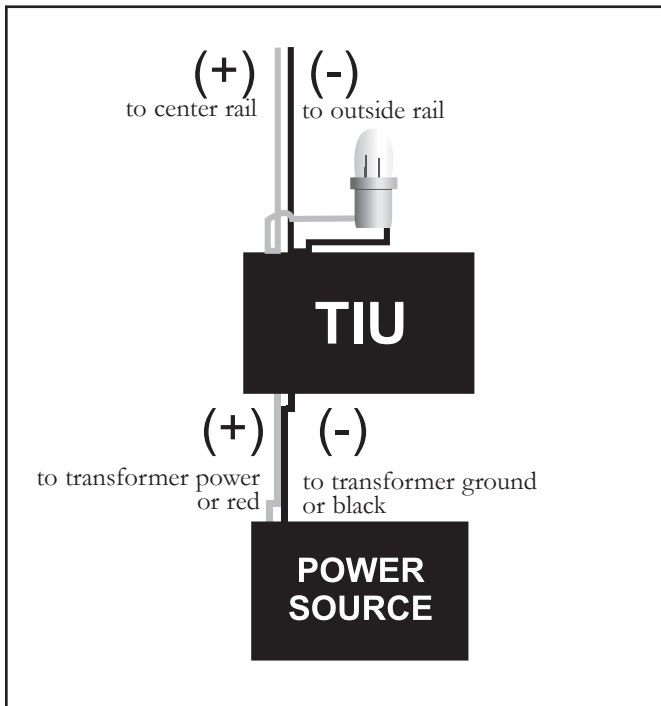 (+)
to center rail
(-)
to outside rail
TIU
(+)
to transformer power
or red
(-)
to transformer ground
or black
POWER
SOURCE